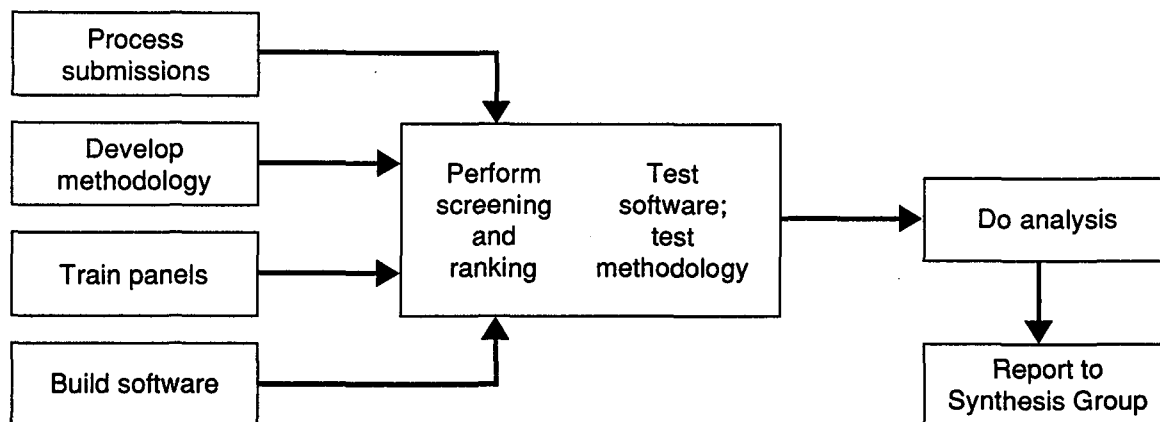 Process
submissions
Develop
methodology
Train panels
Build software
Perform
screening
and
ranking
Test
software;
test
methodology
Do analysis
Report to
Synthesis Group